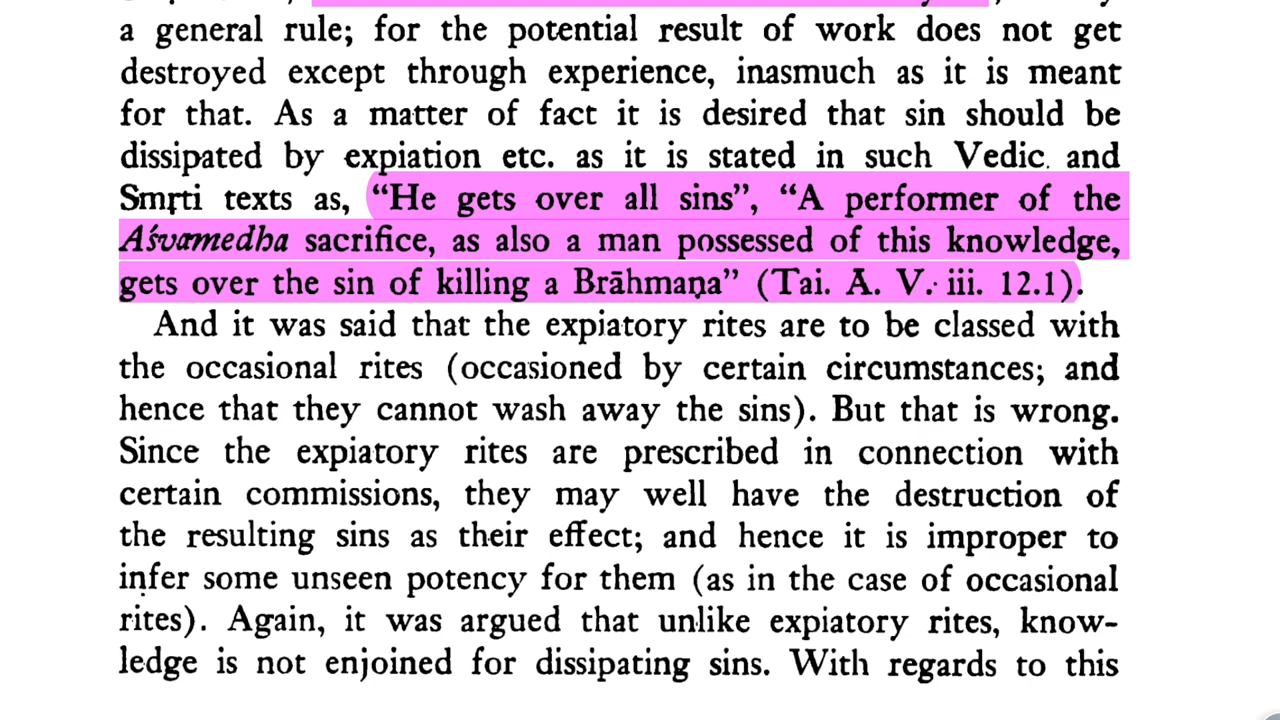 a general rule; for the potential result of work does not get
destroyed except through experience, inasmuch as it is meant
for that. As a matter of fact it is desired that sin should be
dissipated by expiation etc. as it is stated in such Vedic and
Smṛti texts as, “He gets over all sins”, “A performer of the
Aśvamedha sacrifice, as also a man possessed of this knowledge,
gets over the sin of killing a Brāhmaṇa” (Tai. A. V. iii. 12.1).
And it was said that the expiatory rites are to be classed with
the occasional rites (occasioned by certain circumstances; and
hence that they cannot wash away the sins). But that is wrong.
Since the expiatory rites are prescribed in connection with
certain commissions, they may well have the destruction of
the resulting sins as their effect; and hence it is improper to
infer some unseen potency for them (as in the case of occasional
rites). Again, it was argued that unlike expiatory rites, know-
ledge is not enjoined for dissipating sins. With regards to this